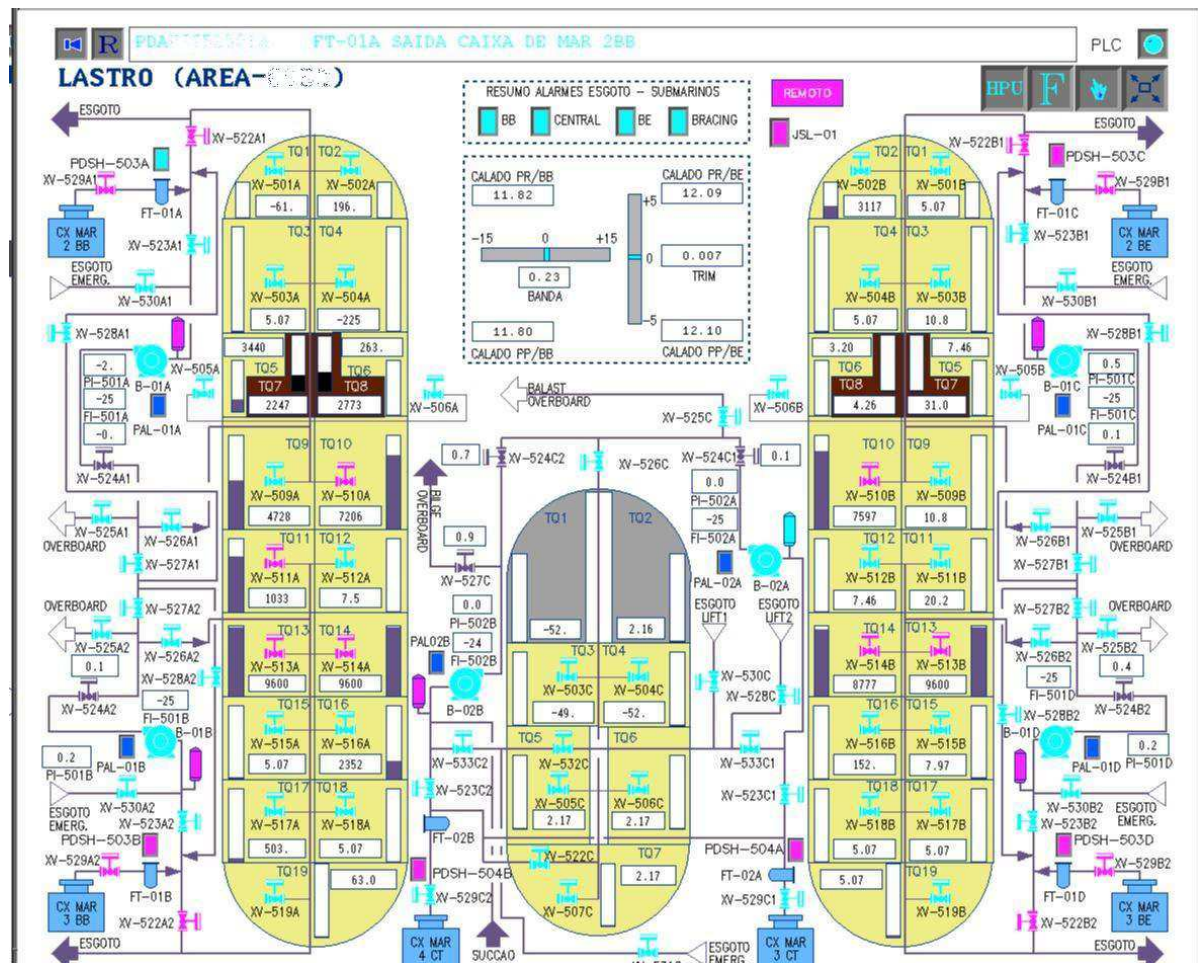 R PDA FT-01A SAIDA CAIXA DE MAR 2BB PLC
LASTRO (AREA- )
HPU F
RESUMO ALARMES ESGOTO - SUBMARINOS
BB CENTRAL BE BRACING
REMOTO
JSL-01
ESGOTO
XV-522A1
PDSH-503A
XV-529A1
FT-01A
CX MAR
2 BB
XV-523A1
ESGOTO
EMERG.
XV-530A1
XV-528A1
XV-505A
-2.
PI-501A
-25
FI-501A
-0.
B-01A
PAL-01A
XV-524A1
XV-525A1
OVERBOARD
XV-526A1
XV-527A1
OVERBOARD
XV-527A2
XV-525A2
XV-526A2
0.1
XV-528A2
-25
XV-524A2
FI-501B
B-01B
0.2
PI-501B
PAL-01B
XV-530A2
ESGOTO
EMERG.
XV-523A2
PDSH-503B
XV-529A2
FT-01B
CX MAR
3 BB
XV-522A2
ESGOTO
TQ1 TQ2
XV-501A XV-502A
-61. 196.
TQ3 TQ4
XV-503A XV-504A
5.07 -225
3440 263.
TQ5 TQ6
TQ7 TQ8
2247 2773
XV-506A
TQ9 TQ10
XV-509A XV-510A
4728 7206
TQ11 TQ12
XV-511A XV-512A
1033 7.5
TQ13 TQ14
XV-513A XV-514A
9600 9600
TQ15 TQ16
XV-515A XV-516A
5.07 2352
TQ17 TQ18
XV-517A XV-518A
503. 5.07
TQ19
63.0
XV-519A
CALADO PR/BB CALADO PR/BE
11.82 12.09
+5
-15 0 +15
0 0.007
0.23 TRIM
BANDA
-5
11.80 12.10
CALADO PP/BB CALADO PP/BE
BALAST
OVERBOARD
XV-525C
0.7 XV-524C2
XV-526C
XV-524C1 0.1
BILGE
OVERBOARD
0.0
PI-502A
-25
FI-502A
0.9
XV-527C
PAL-02A
B-02A
0.0
PI-502B
-24
FI-502B
PAL02B
B-02B
ESGOTO
LIFT1
ESGOTO
LIFT2
TQ1 TQ2
-52. 2.16
TQ3 TQ4
XV-503C XV-504C
-49. -52.
TQ5 TQ6
XV-532C
XV-505C XV-506C
2.17 2.17
XV-522C
TQ7
2.17
XV-507C
XV-530C
XV-528C
XV-533C2 XV-533C1
XV-523C2 XV-523C1
FT-02B
PDSH-504B
XV-529C2
CX MAR
4 CT
SUCCAO
PDSH-504A
FT-02A
XV-529C1
CX MAR
3 CT
ESGOTO
EMERG
TQ2 TQ1
XV-502B XV-501B
3117 5.07
TQ4 TQ3
XV-504B XV-503B
5.07 10.8
3.20 7.46
TQ6 TQ5
TQ8 TQ7
4.26 31.0
XV-506B
TQ10 TQ9
XV-510B XV-509B
7597 10.8
TQ12 TQ11
XV-512B XV-511B
7.46 20.2
TQ14 TQ13
XV-514B XV-513B
8777 9600
TQ16 TQ15
XV-516B XV-515B
152. 7.97
TQ18 TQ17
XV-518B XV-517B
5.07 5.07
5.07 TQ19
XV-519B
XV-522B1
ESGOTO
PDSH-503C
XV-529B1
FT-01C
CX MAR
2 BE
XV-523B1
ESGOTO
EMERG.
XV-530B1
XV-528B1
XV-505B
B-01C
0.5
PI-501C
-25
FI-501C
0.1
PAL-01C
XV-524B1
XV-526B1
XV-525B1
OVERBOARD
XV-527B1
XV-527B2
OVERBOARD
XV-526B2
XV-525B2
-25
FI-501D
0.4
XV-528B2
XV-524B2
B-01D
PAL-01D
0.2
PI-501D
XV-530B2
ESGOTO
EMERG.
XV-523B2
PDSH-503D
XV-529B2
FT-01D
CX MAR
3 BE
XV-522B2
ESGOTO